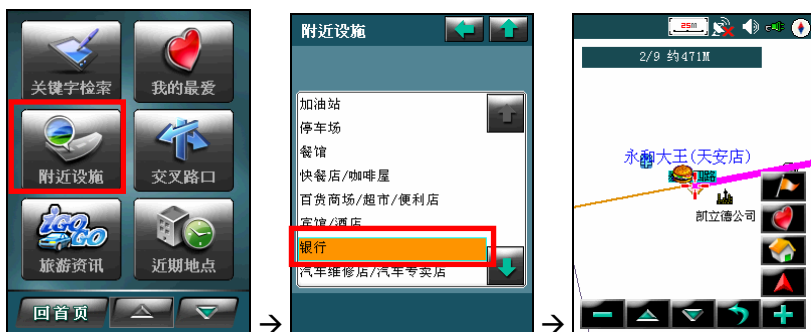 关键字检索
我的最爱
附近设施
交叉路口
iGO GO
旅游资讯
近期地点
回首页
→
附近设施
加油站
停车场
餐馆
快餐店/咖啡屋
百货商场/超市/便利店
宾馆/酒店
银行
汽车维修店/汽车专卖店
→
25m
2/9 约471M
永和大王(天安店)
凯立德公司